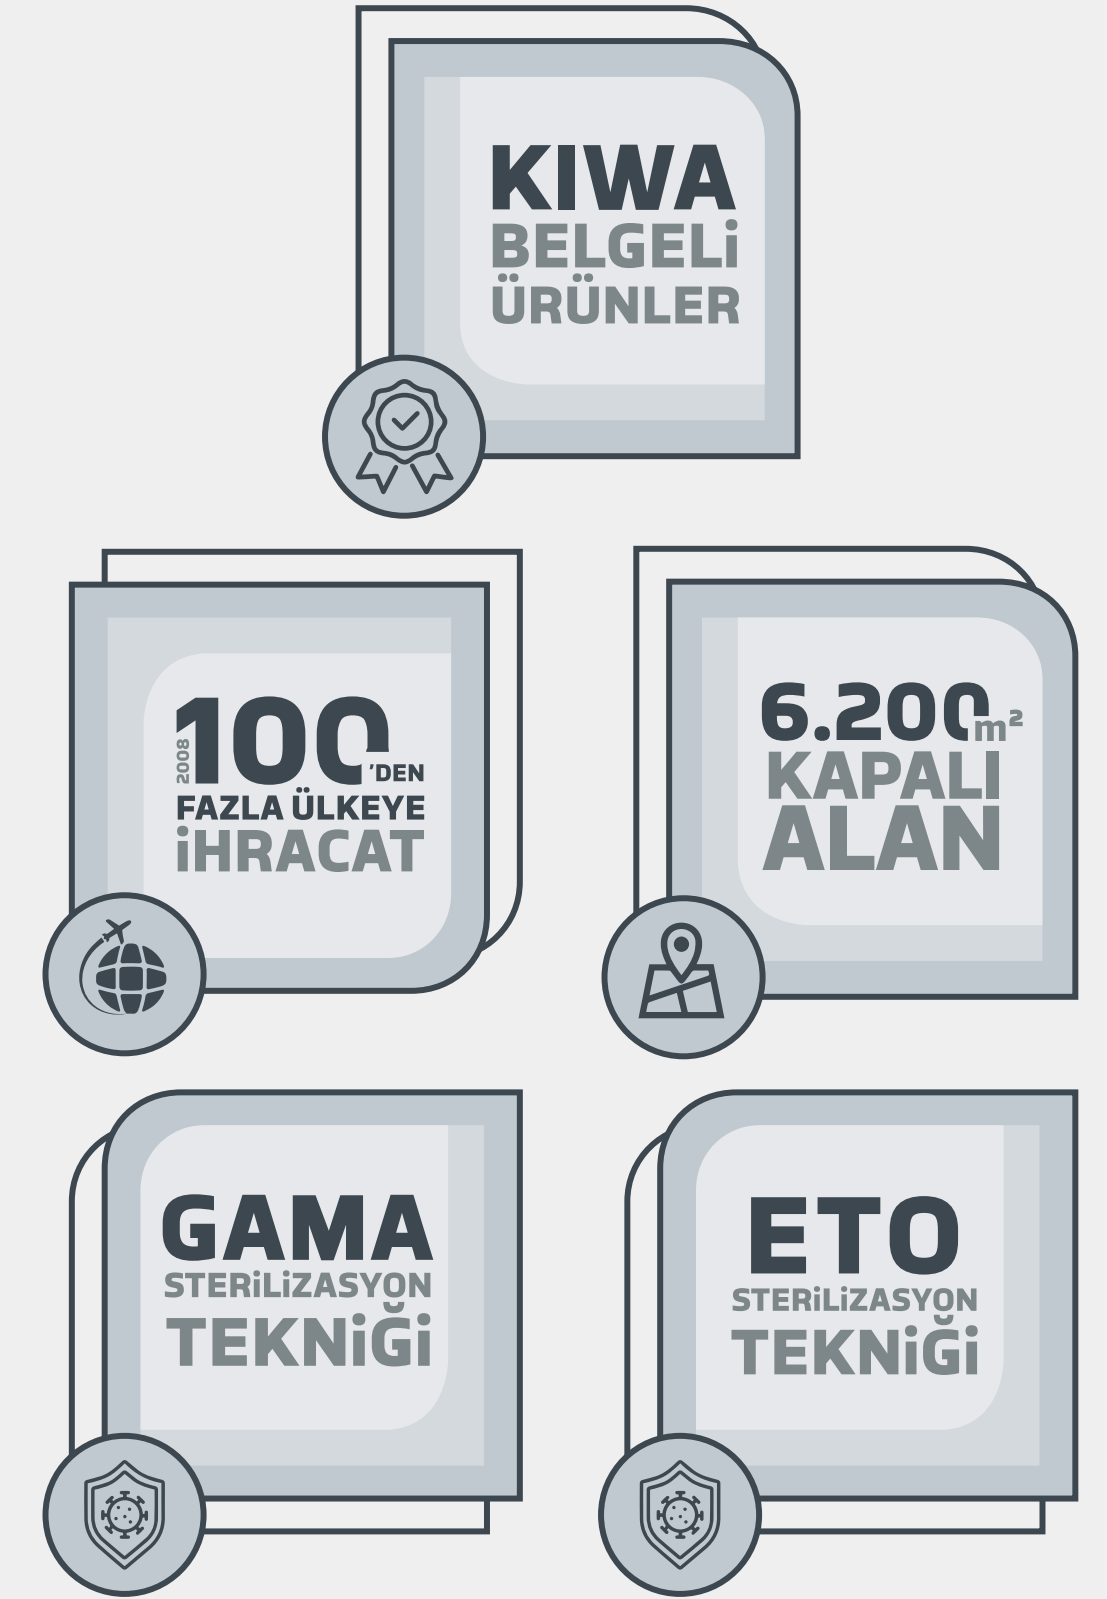 KIWA
BELGELİ
ÜRÜNLER
2008
100'DEN
FAZLA ÜLKEYE
İHRACAT
6.200m²
KAPALI
ALAN
GAMA
STERİLİZASYON
TEKNİĞİ
ETO
STERİLİZASYON
TEKNİĞİ